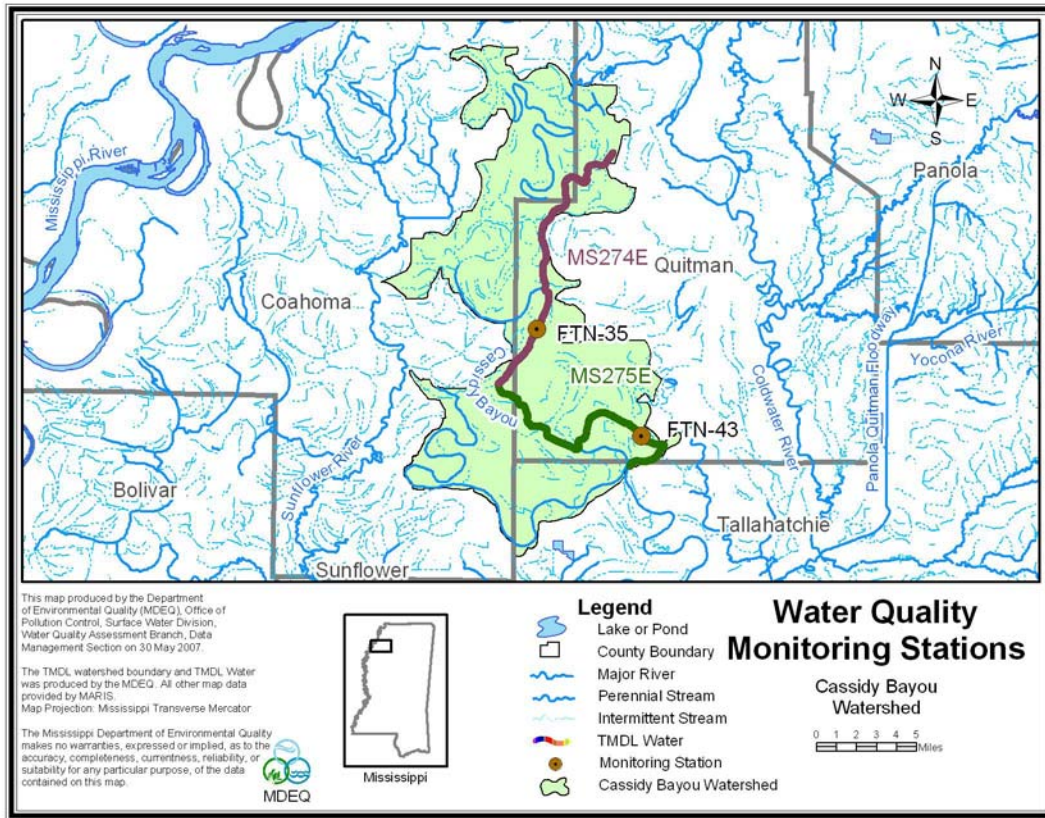 N
W E
S
Mississippi River
Panola
MS274E
Quitman
Coahoma
FTN-35
Cassidy Bayou
Panola Quitman Floodway
Yocona River
MS275E
Coldwater River
FTN-43
Sunflower River
Bolivar
Tallahatchie
Sunflower
This map produced by the Department
of Environmental Quality (MDEQ), Office of
Pollution Control, Surface Water Division,
Water Quality Assessment Branch, Data
Management Section on 30 May 2007.
The TMDL watershed boundary and TMDL Water
was produced by the MDEQ. All other map data
provided by MARIS.
Map Projection: Mississippi Transverse Mercator
The Mississippi Department of Environmental Quality
makes no warranties, expressed or implied, as to the
accuracy, completeness, currentness, reliability, or
suitability for any particular purpose, of the data
contained on this map.
MDEQ
Mississippi
Legend
Lake or Pond
County Boundary
Major River
Perennial Stream
Intermittent Stream
TMDL Water
Monitoring Station
Cassidy Bayou Watershed
Water Quality
Monitoring Stations
Cassidy Bayou
Watershed
0 1 2 3 4 5
Miles